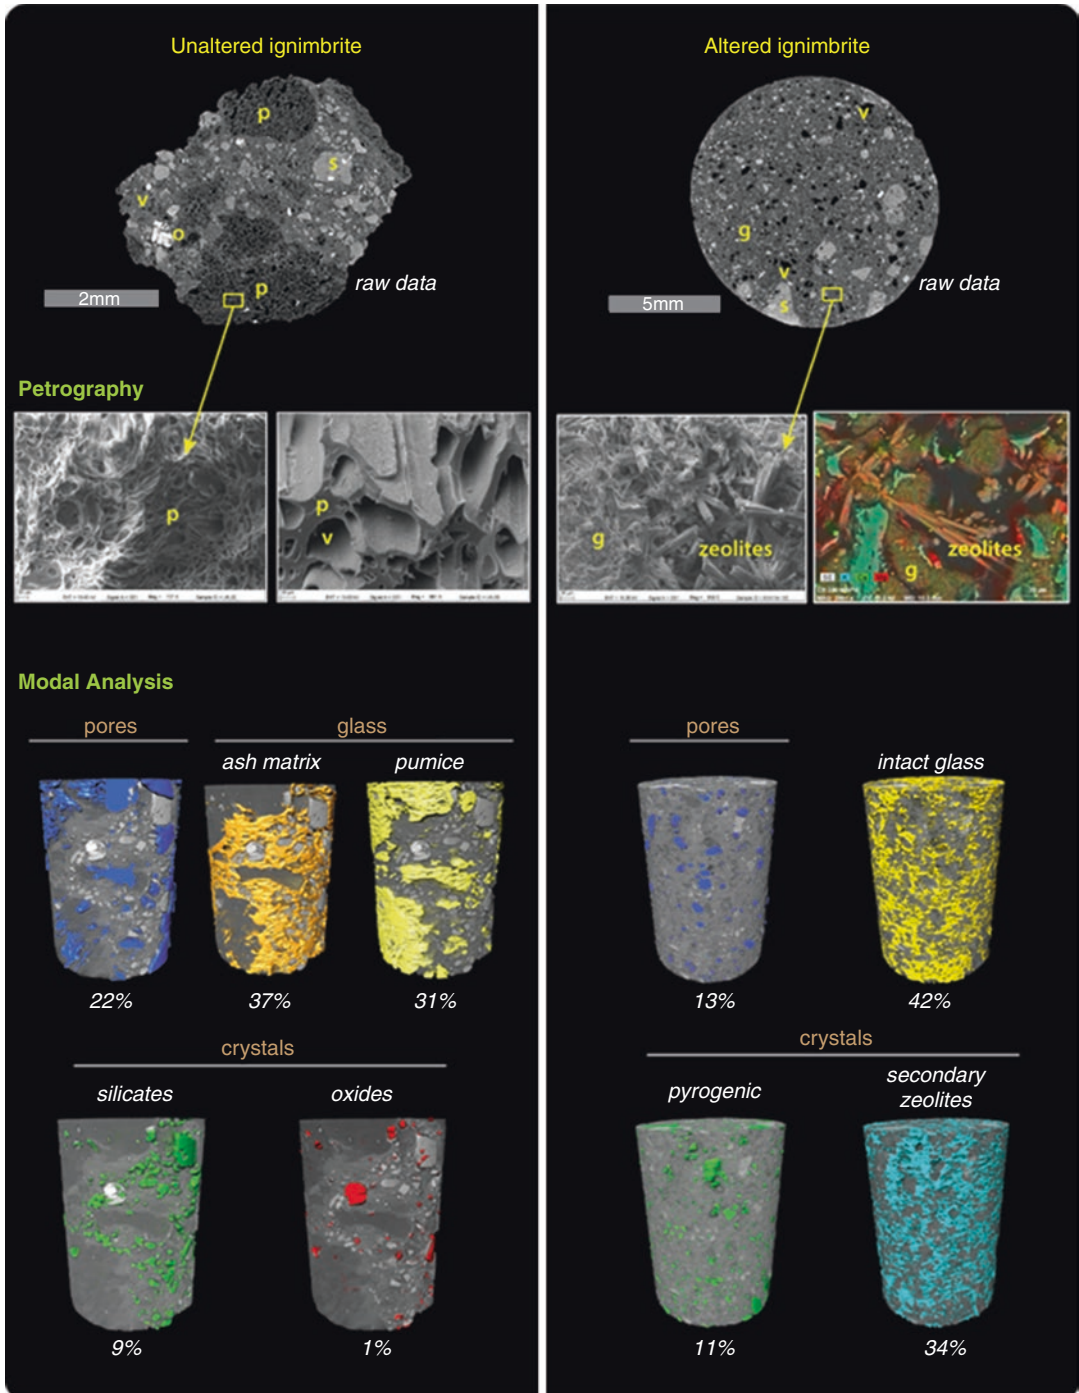 Unaltered ignimbrite
p
s
v
o
p
raw data
2mm
Altered ignimbrite
v
g
v
s
raw data
5mm
Petrography
p
p
v
g
zeolites
zeolites
g
Modal Analysis
pores
glass
ash matrix
pumice
22%
37%
31%
crystals
silicates
oxides
9%
1%
pores
intact glass
13%
42%
crystals
pyrogenic
secondary
zeolites
11%
34%